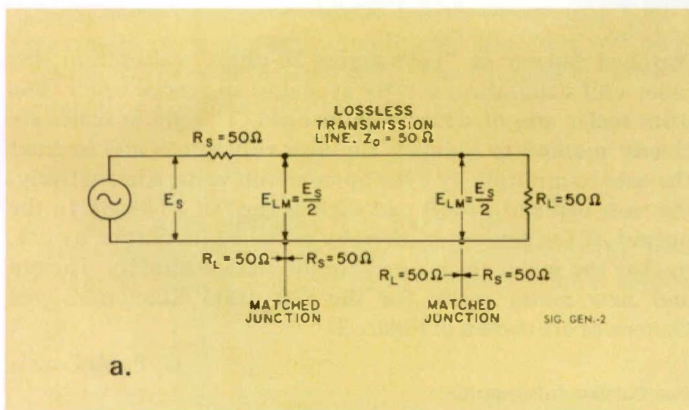 LOSSLESS
TRANSMISSION
LINE, Z₀ = 50Ω
R_S = 50Ω
E_S
E_LM = E_S/2
E_LM = E_S/2
R_L = 50Ω
R_L = 50Ω R_S = 50Ω
R_L = 50Ω R_S = 50Ω
MATCHED
JUNCTION
MATCHED
JUNCTION
SIG. GEN.-2
a.